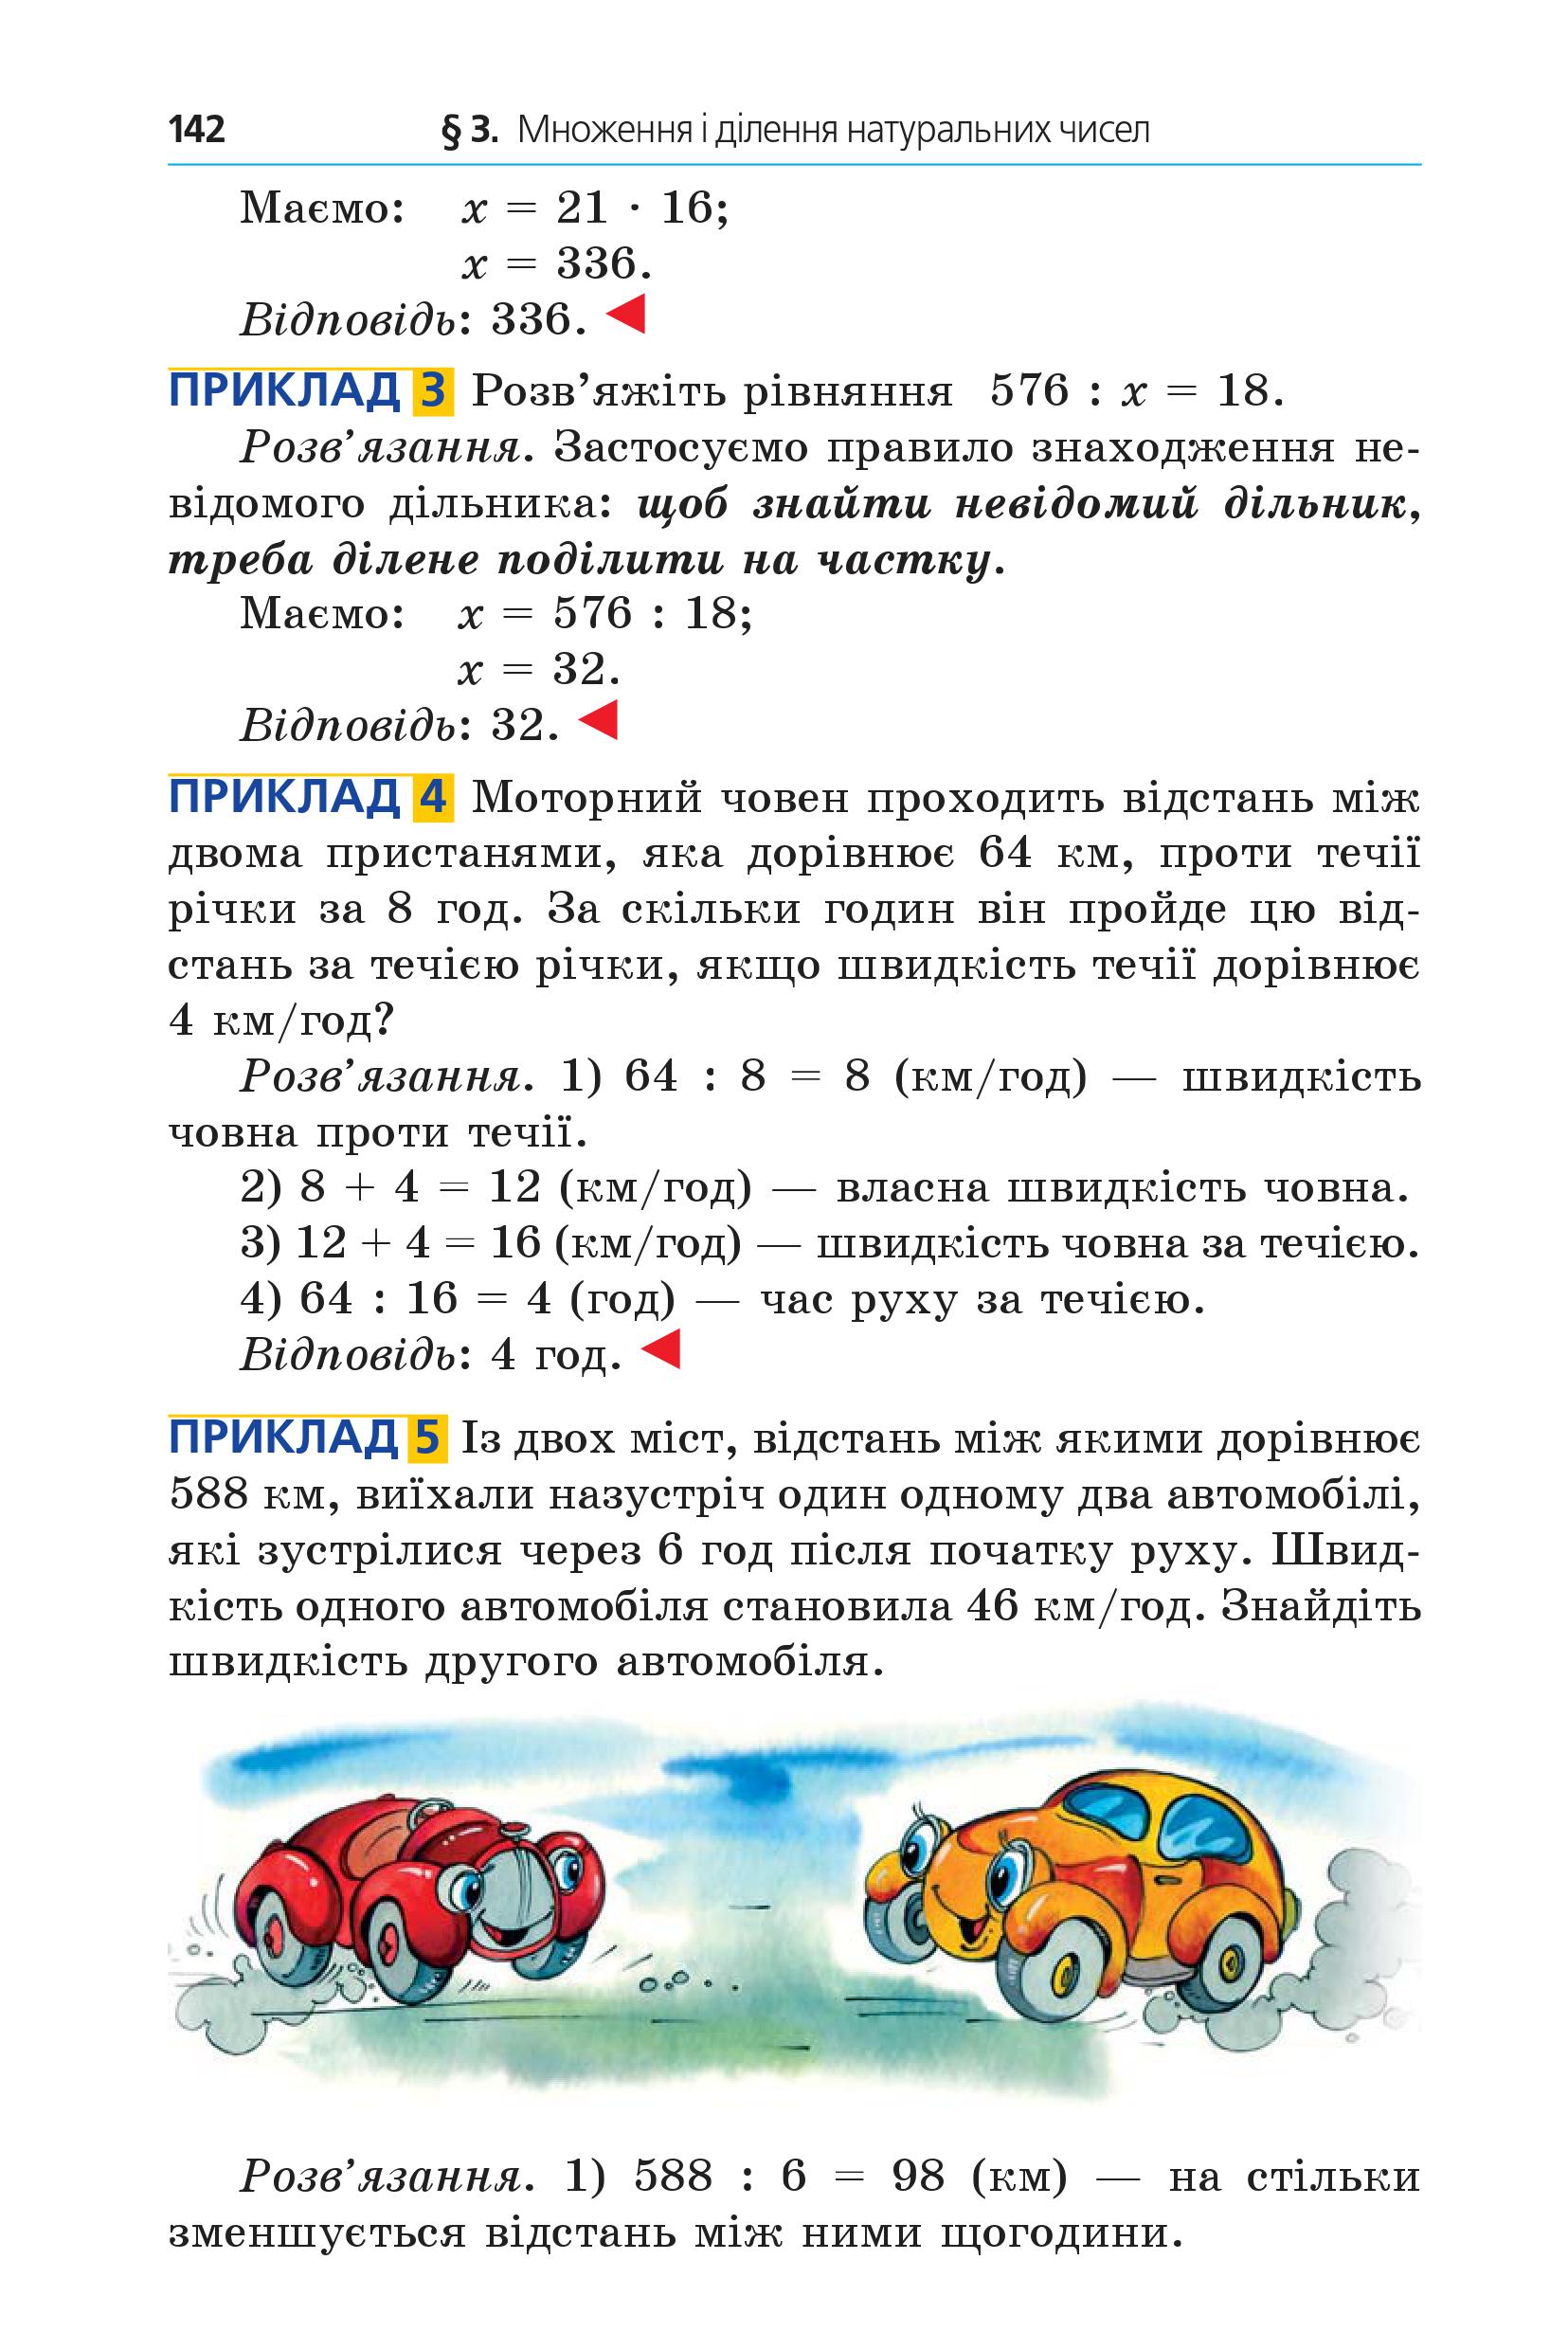 142 § 3. Множення і ділення натуральних чисел
Маємо: x = 21 · 16;
x = 336.
Відповідь: 336.
ПРИКЛАД 3 Розв’яжіть рівняння 576 : x = 18.
Розв’язання. Застосуємо правило знаходження не-
відомого дільника: щоб знайти невідомий дільник,
треба ділене поділити на частку.
Маємо: x = 576 : 18;
x = 32.
Відповідь: 32.
ПРИКЛАД 4 Моторний човен проходить відстань між
двома пристанями, яка дорівнює 64 км, проти течії
річки за 8 год. За скільки годин він пройде цю від-
стань за течією річки, якщо швидкість течії дорівнює
4 км/год?
Розв’язання. 1) 64 : 8 = 8 (км/год) — швидкість
човна проти течії.
2) 8 + 4 = 12 (км/год) — власна швидкість човна.
3) 12 + 4 = 16 (км/год) — швидкість човна за течією.
4) 64 : 16 = 4 (год) — час руху за течією.
Відповідь: 4 год.
ПРИКЛАД 5 Із двох міст, відстань між якими дорівнює
588 км, виїхали назустріч один одному два автомобілі,
які зустрілися через 6 год після початку руху. Швид-
кість одного автомобіля становила 46 км/год. Знайдіть
швидкість другого автомобіля.
Розв’язання. 1) 588 : 6 = 98 (км) — на стільки
зменшується відстань між ними щогодини.